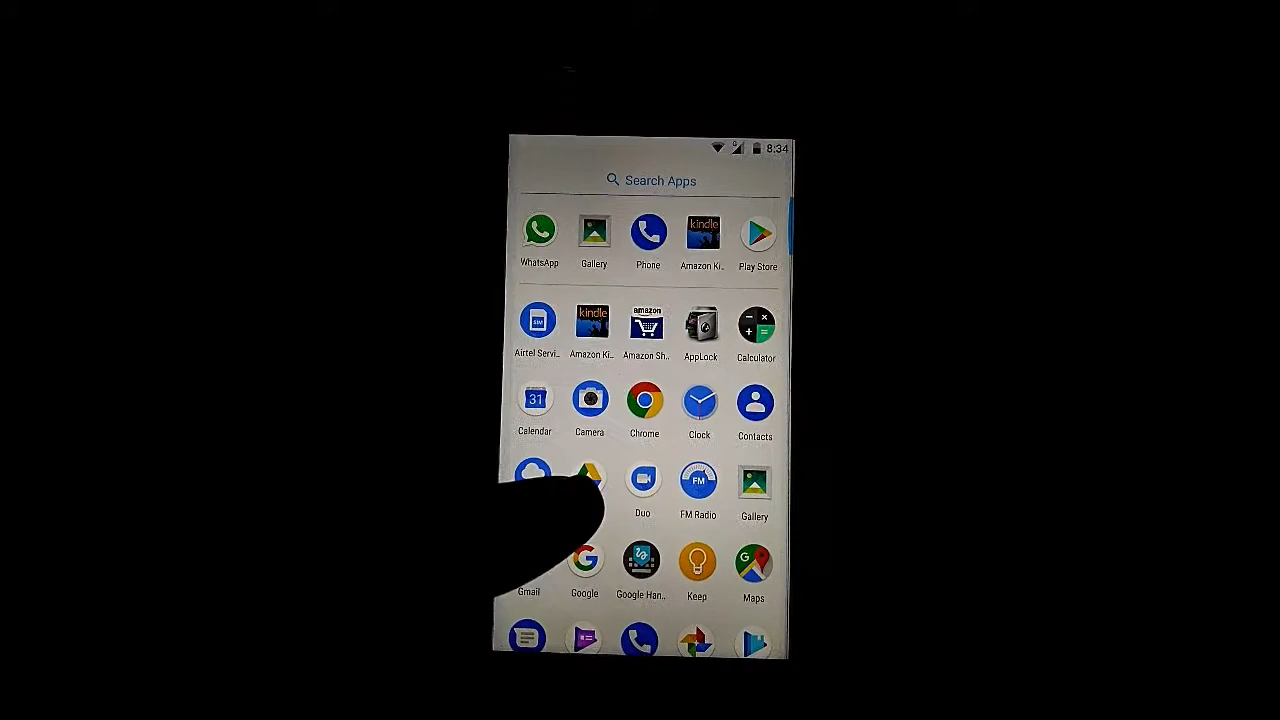 8:34
Search Apps
kindle
WhatsApp Gallery Phone Amazon Ki.. Play Store
SIM kindle amazon
Airtel Servi.. Amazon Ki.. Amazon Sh.. AppLock Calculator
31
Calendar Camera Chrome Clock Contacts
FM
Duo FM Radio Gallery
G G
Gmail Google Google Han.. Keep Maps